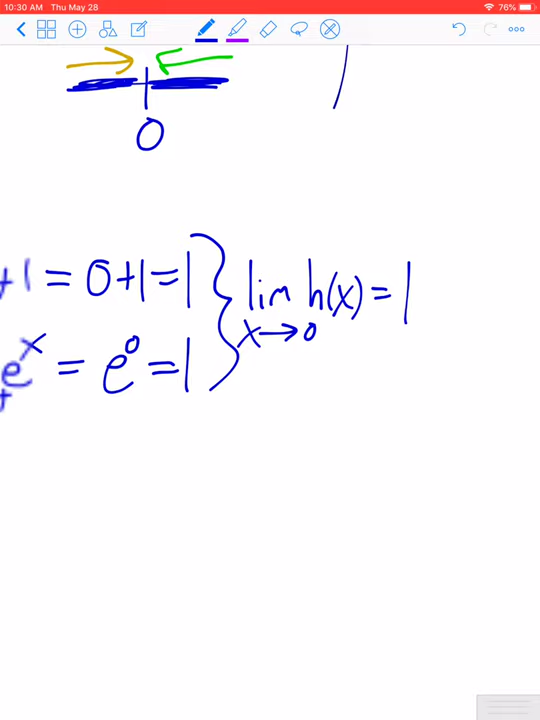 10:30 AM Thu May 28
76%
0
+1 = 0+1=1
lim h(x) = 1
x→0
e^x = e^0 = 1
+